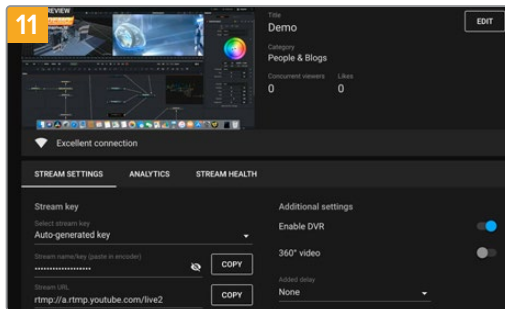 11
PREVIEW
Title
Demo
EDIT
Category
People & Blogs
Concurrent viewers Likes
0 0
Excellent connection
STREAM SETTINGS ANALYTICS STREAM HEALTH
Stream key
Additional settings
Select stream key
Auto-generated key
Enable DVR
Stream name/key (paste in encoder)
•••••••••••••••••••
COPY
360° video
Stream URL
rtmp://a.rtmp.youtube.com/live2
COPY
Added delay
None